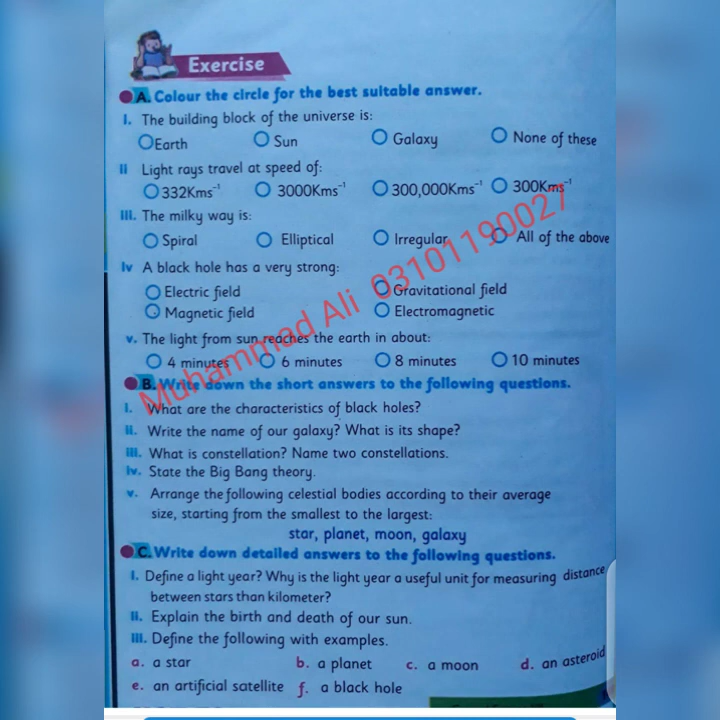 Exercise
A. Colour the circle for the best suitable answer.
I. The building block of the universe is:
Earth Sun Galaxy None of these
II Light rays travel at speed of:
332Kms⁻¹ 3000Kms⁻¹ 300,000Kms⁻¹ 300Kms⁻¹
III. The milky way is:
Spiral Elliptical Irregular All of the above
Iv A black hole has a very strong:
Electric field Gravitational field
Magnetic field Electromagnetic
v. The light from sun reaches the earth in about:
4 minutes 6 minutes 8 minutes 10 minutes
Muhammad Ali 03101190027
B. Write down the short answers to the following questions.
I. What are the characteristics of black holes?
II. Write the name of our galaxy? What is its shape?
III. What is constellation? Name two constellations.
Iv. State the Big Bang theory.
v. Arrange the following celestial bodies according to their average
size, starting from the smallest to the largest:
star, planet, moon, galaxy
C. Write down detailed answers to the following questions.
I. Define a light year? Why is the light year a useful unit for measuring distance
between stars than kilometer?
II. Explain the birth and death of our sun.
III. Define the following with examples.
a. a star b. a planet c. a moon d. an asteroid
e. an artificial satellite f. a black hole